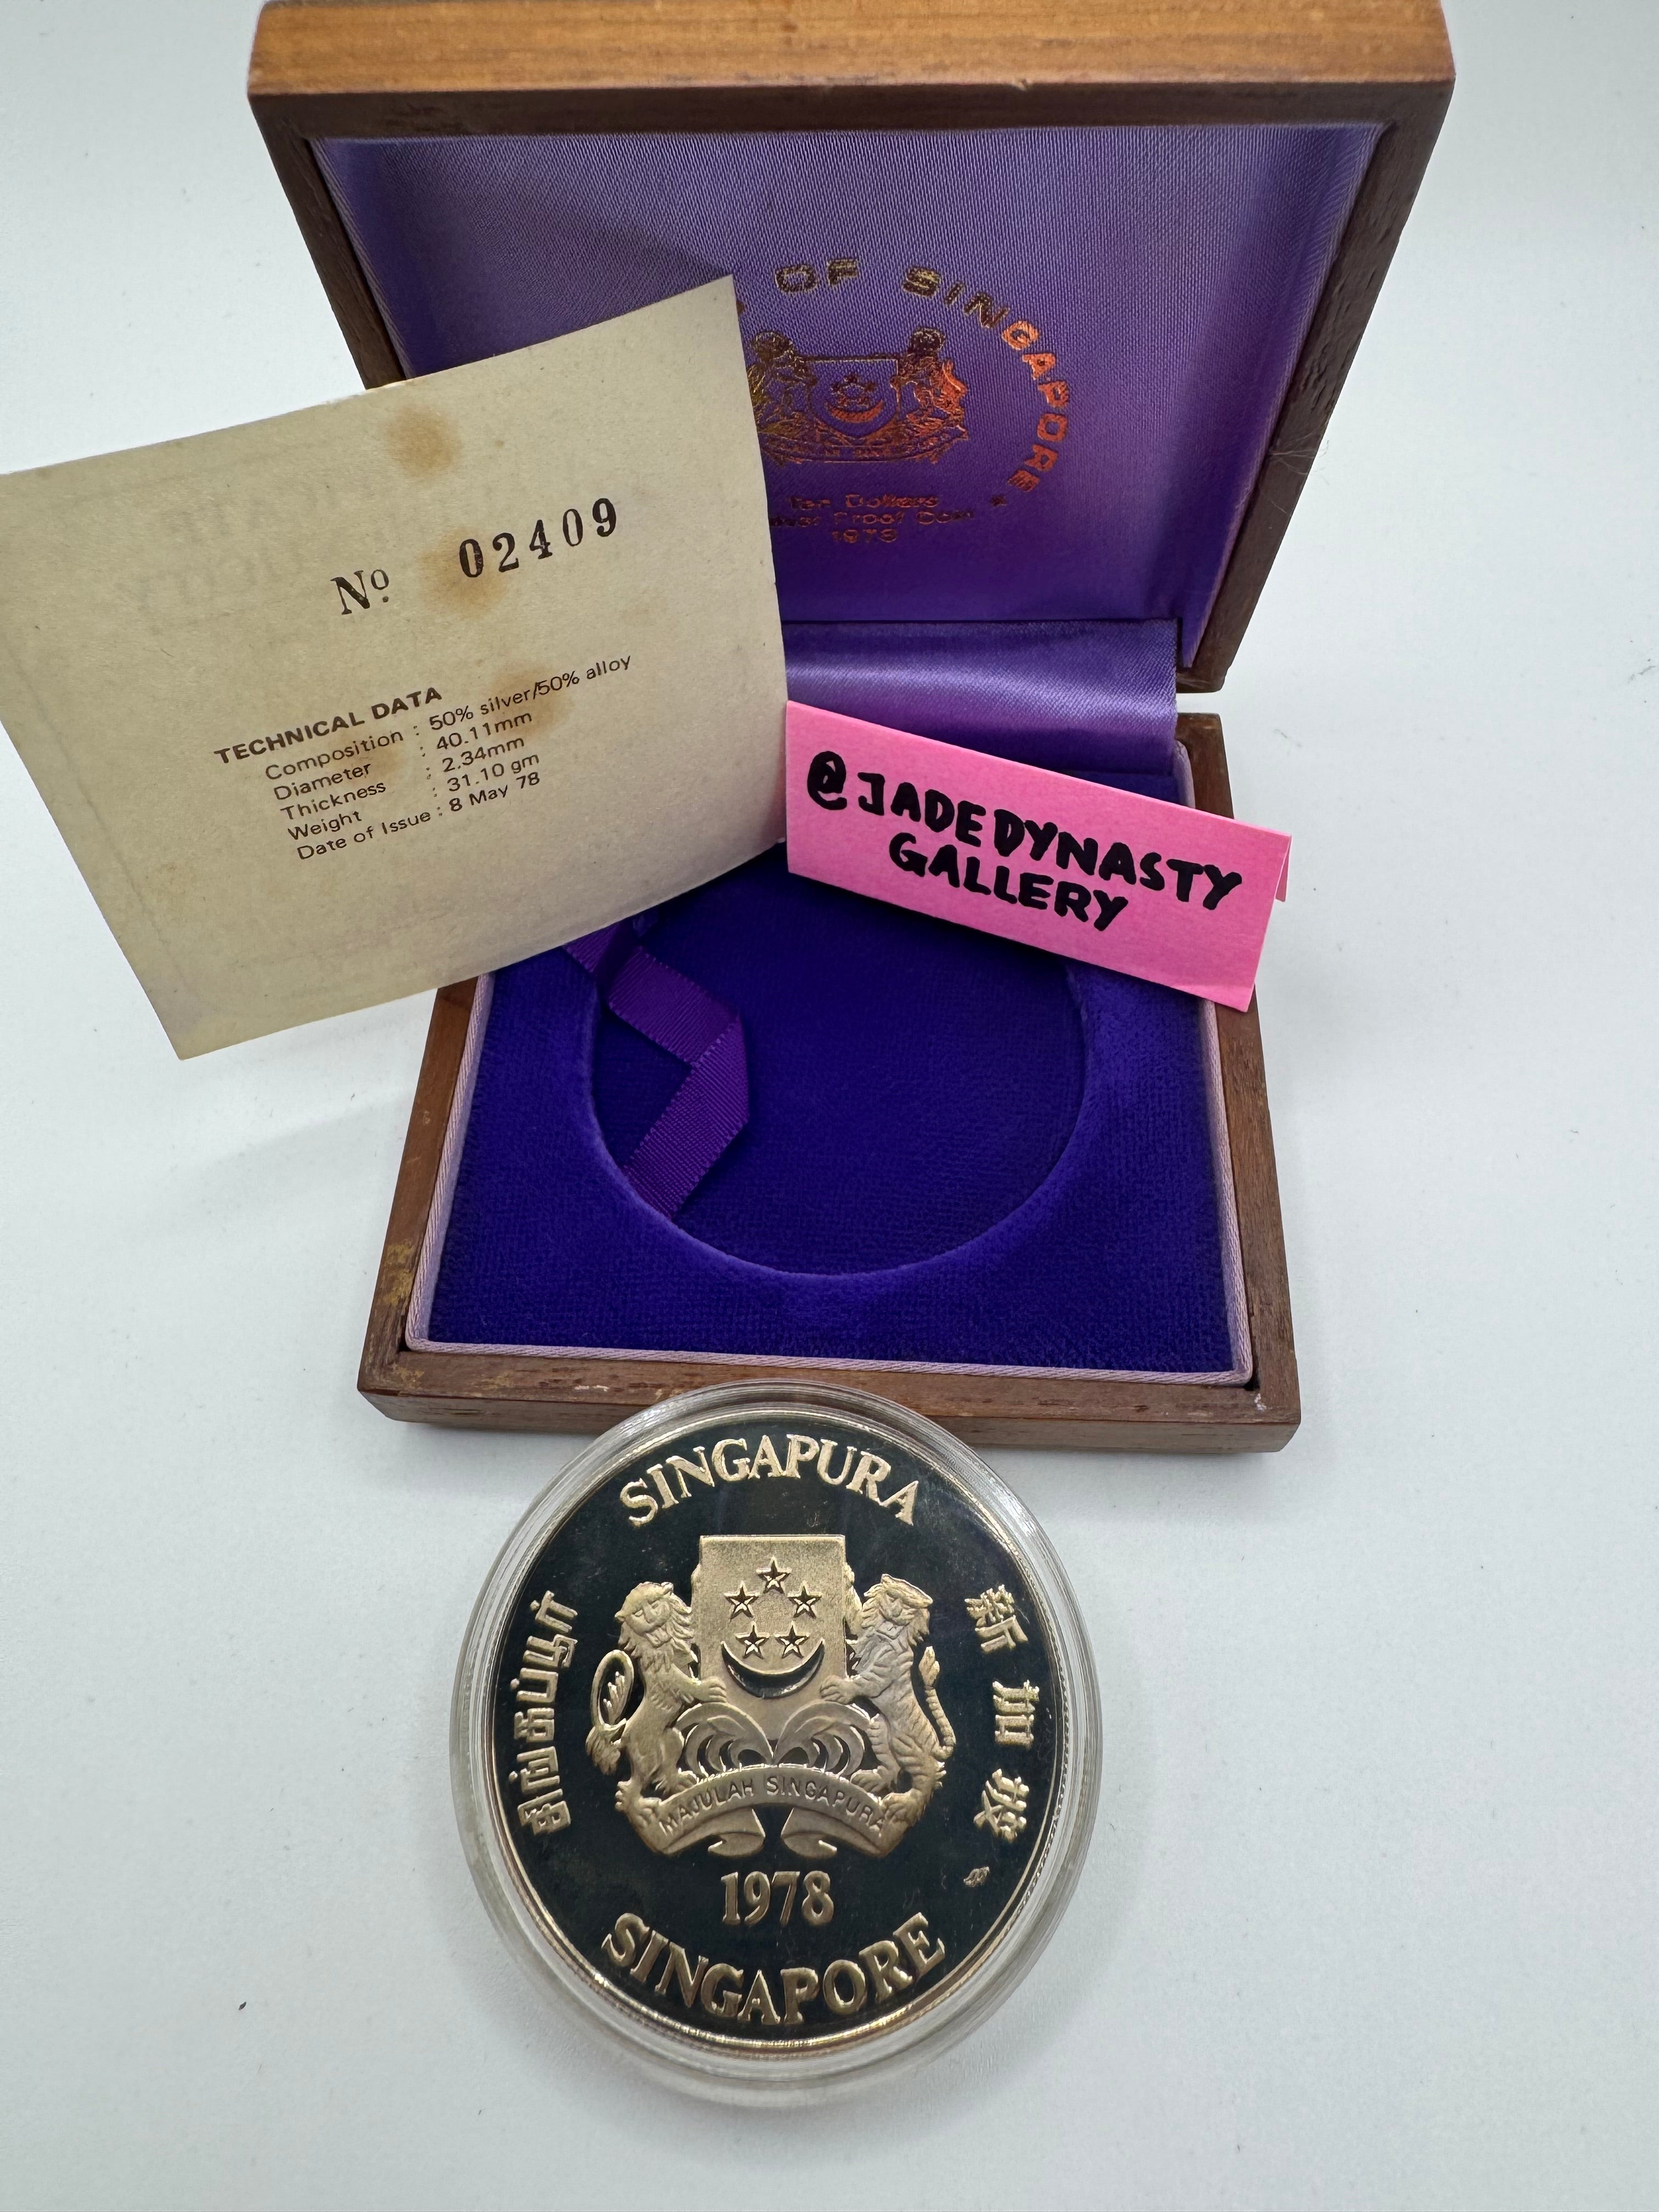 OF SINGAPORE
Ten Dollars
Proof Coin
1978
Nº 02409
TECHNICAL DATA
Composition : 50% silver/50% alloy
Diameter : 40.11mm
Thickness : 2.34mm
Weight : 31.10 gm
Date of Issue : 8 May 78
@JADEDYNASTY
GALLERY
SINGAPURA
சிங்கப்பூர்
新加坡
MAJULAH SINGAPURA
1978
SINGAPORE